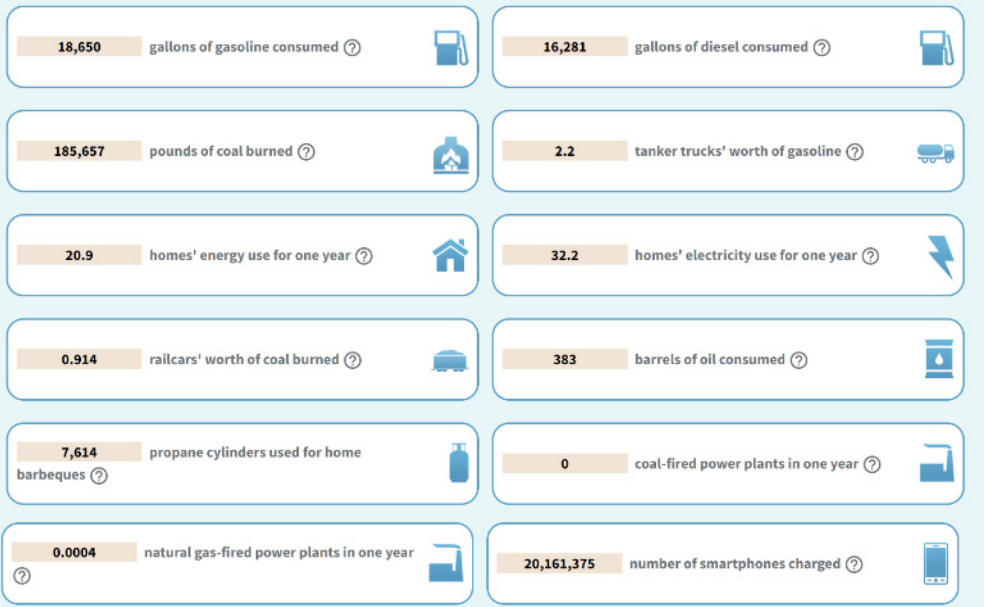 18,650 gallons of gasoline consumed ?
16,281 gallons of diesel consumed ?
185,657 pounds of coal burned ?
2.2 tanker trucks' worth of gasoline ?
20.9 homes' energy use for one year ?
32.2 homes' electricity use for one year ?
0.914 railcars' worth of coal burned ?
383 barrels of oil consumed ?
7,614 propane cylinders used for home
barbeques ?
0 coal-fired power plants in one year ?
0.0004 natural gas-fired power plants in one year
?
20,161,375 number of smartphones charged ?